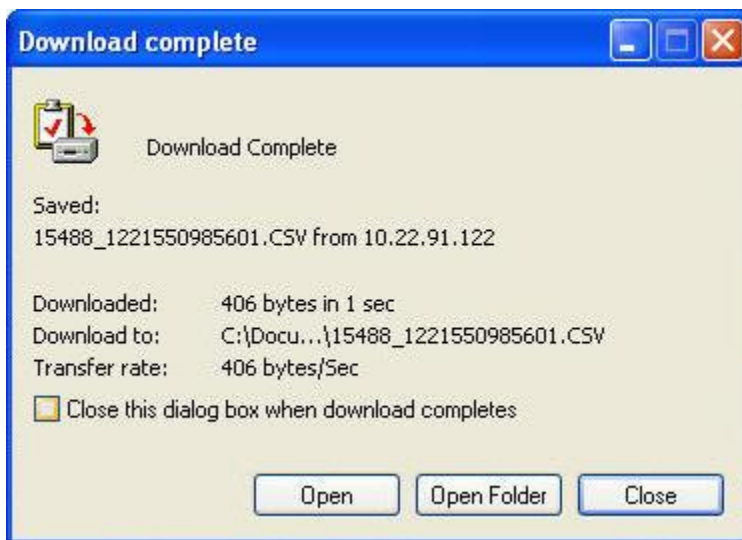 Download complete
Download Complete
Saved:
15488_1221550985601.CSV from 10.22.91.122
Downloaded: 406 bytes in 1 sec
Download to: C:\Docu...\15488_1221550985601.CSV
Transfer rate: 406 bytes/Sec
Close this dialog box when download completes
Open Open Folder Close